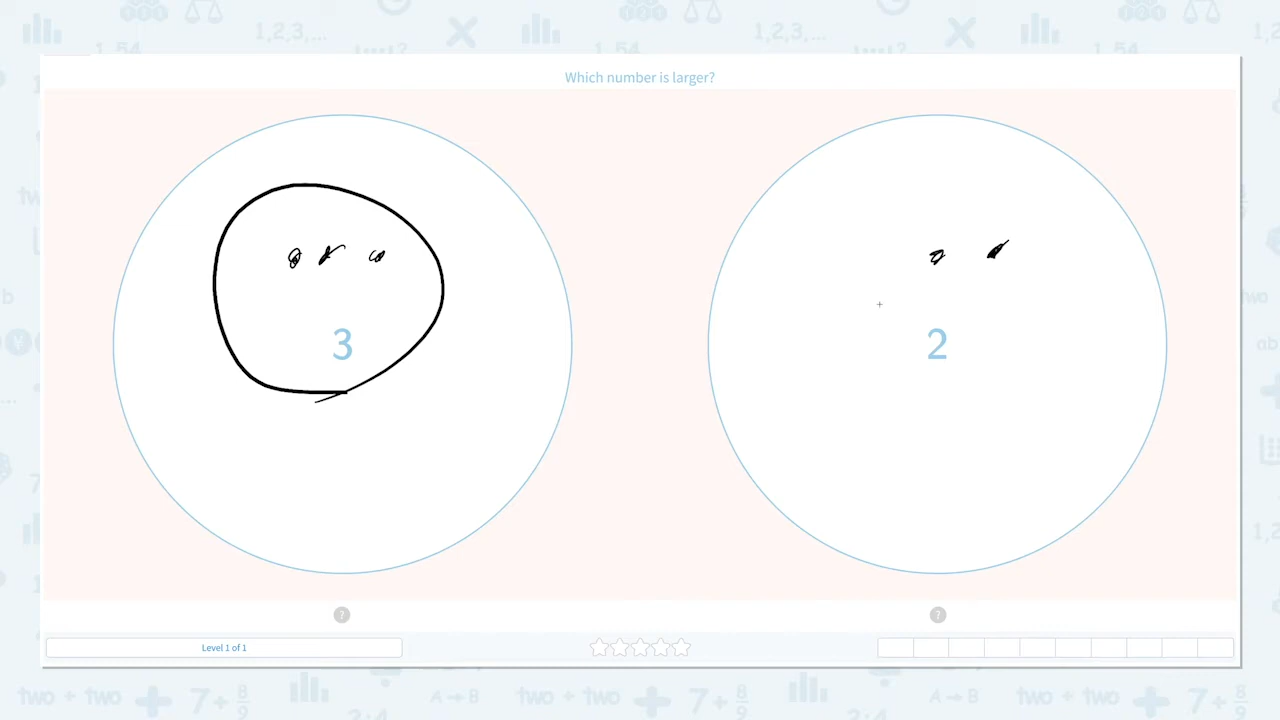 Which number is larger?
3 2
? ?
Level 1 of 1